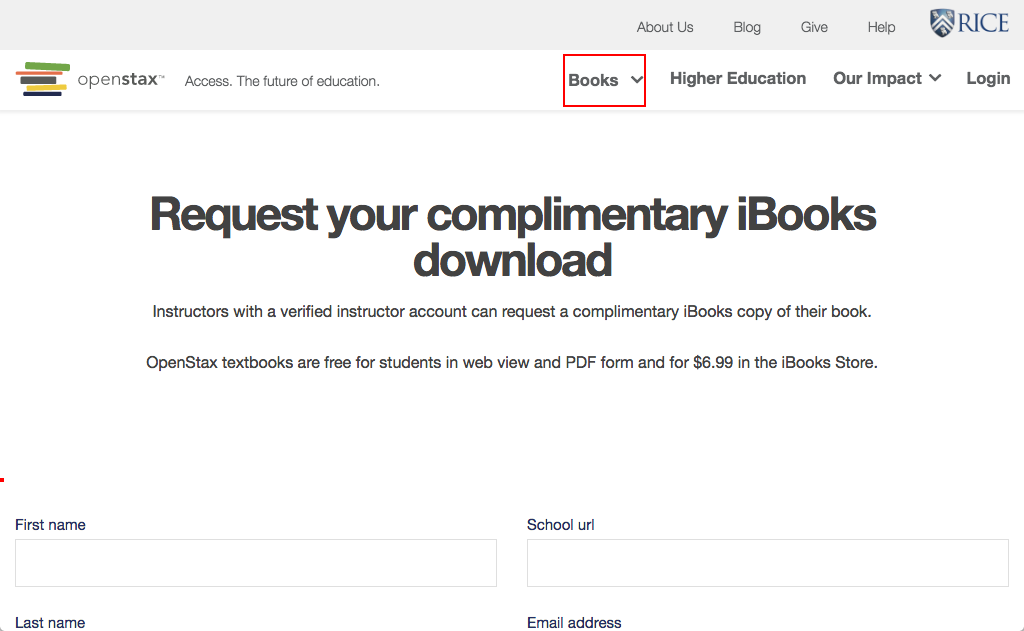 About Us Blog Give Help RICE
openstax™ Access. The future of education. Books Higher Education Our Impact Login
Request your complimentary iBooks
download
Instructors with a verified instructor account can request a complimentary iBooks copy of their book.
OpenStax textbooks are free for students in web view and PDF form and for $6.99 in the iBooks Store.
First name School url
Last name Email address